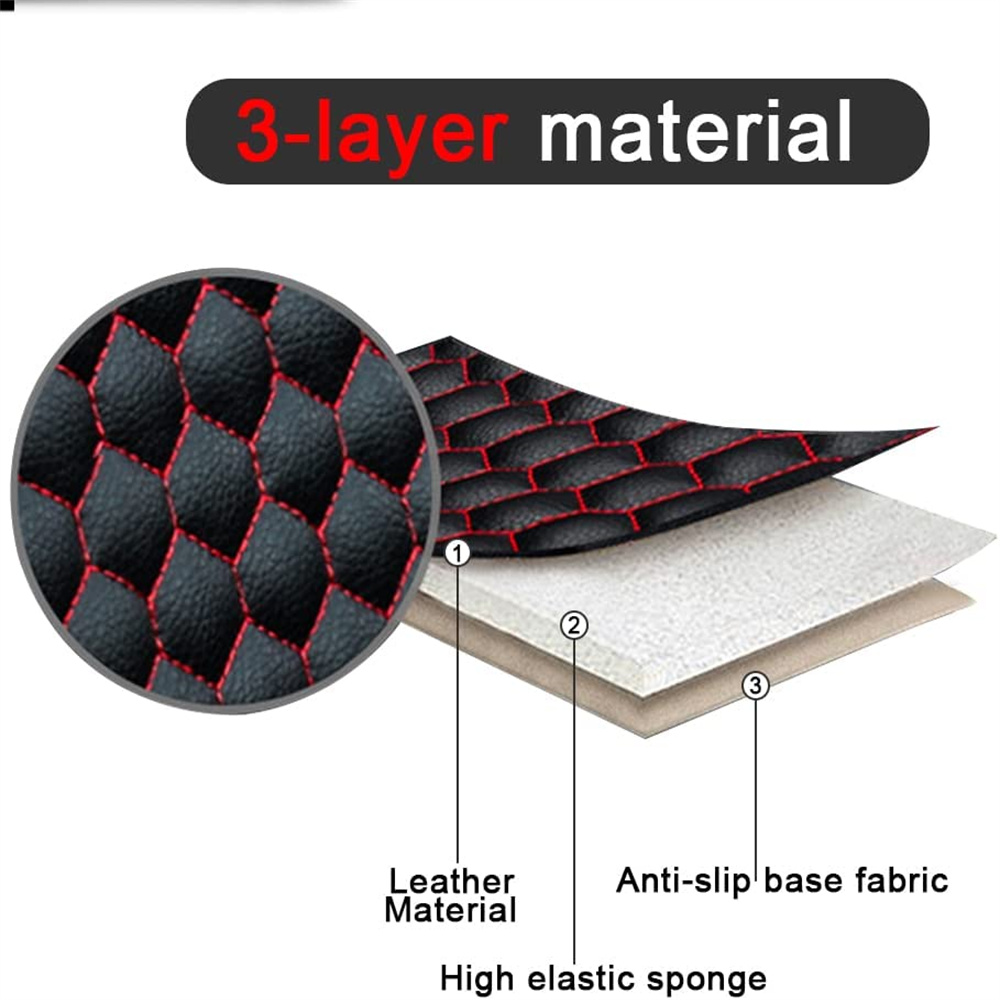 3-layer material
1
2
3
Leather
Material
Anti-slip base fabric
High elastic sponge